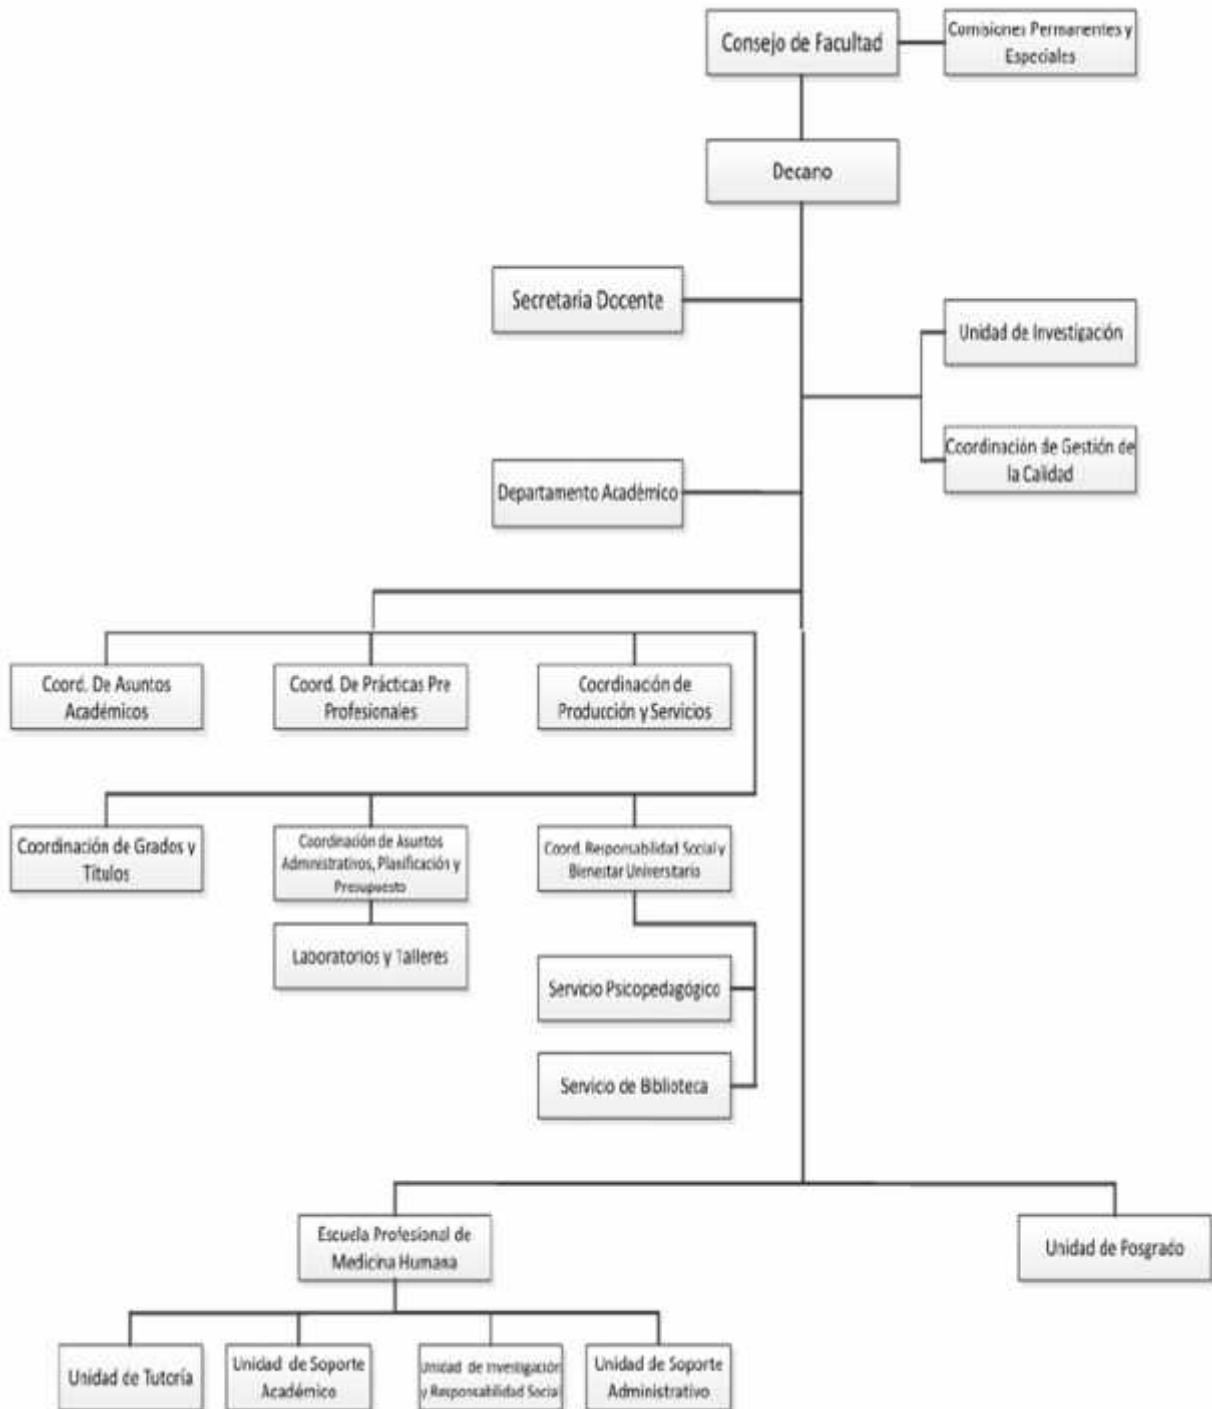 Consejo de Facultad
Comisiones Permanentes y
Especiales
Decano
Secretaria Docente
Unidad de Investigación
Coordinación de Gestión de
la Calidad
Departamento Académico
Coord. De Asuntos
Académicos
Coord. De Prácticas Pre
Profesionales
Coordinación de
Producción y Servicios
Coordinación de Grados y
Títulos
Coordinación de Asuntos
Administrativos, Planificación y
Presupuesto
Coord. Responsabilidad Social y
Bienestar Universitario
Laboratorios y Talleres
Servicio Psicopedagógico
Servicio de Biblioteca
Escuela Profesional de
Medicina Humana
Unidad de Posgrado
Unidad de Tutoría
Unidad de Soporte
Académico
Unidad de Investigación
y Responsabilidad Social
Unidad de Soporte
Administrativo